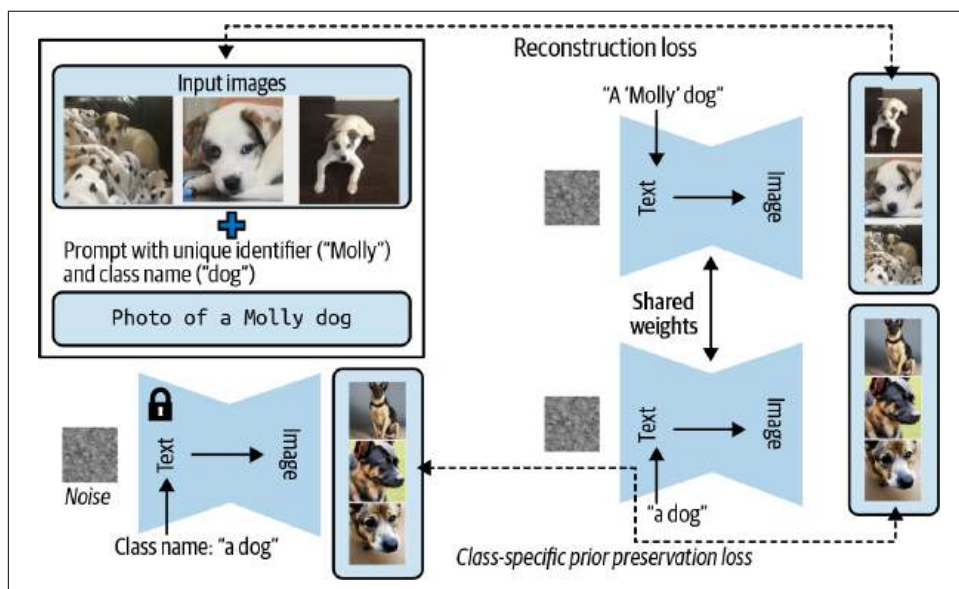 Input images
Prompt with unique identifier (“Molly”)
and class name (“dog”)
Photo of a Molly dog
Reconstruction loss
“A ‘Molly’ dog”
Text
Image
Shared
weights
Text
Image
“a dog”
Noise
Text
Image
Class name: “a dog”
Class-specific prior preservation loss